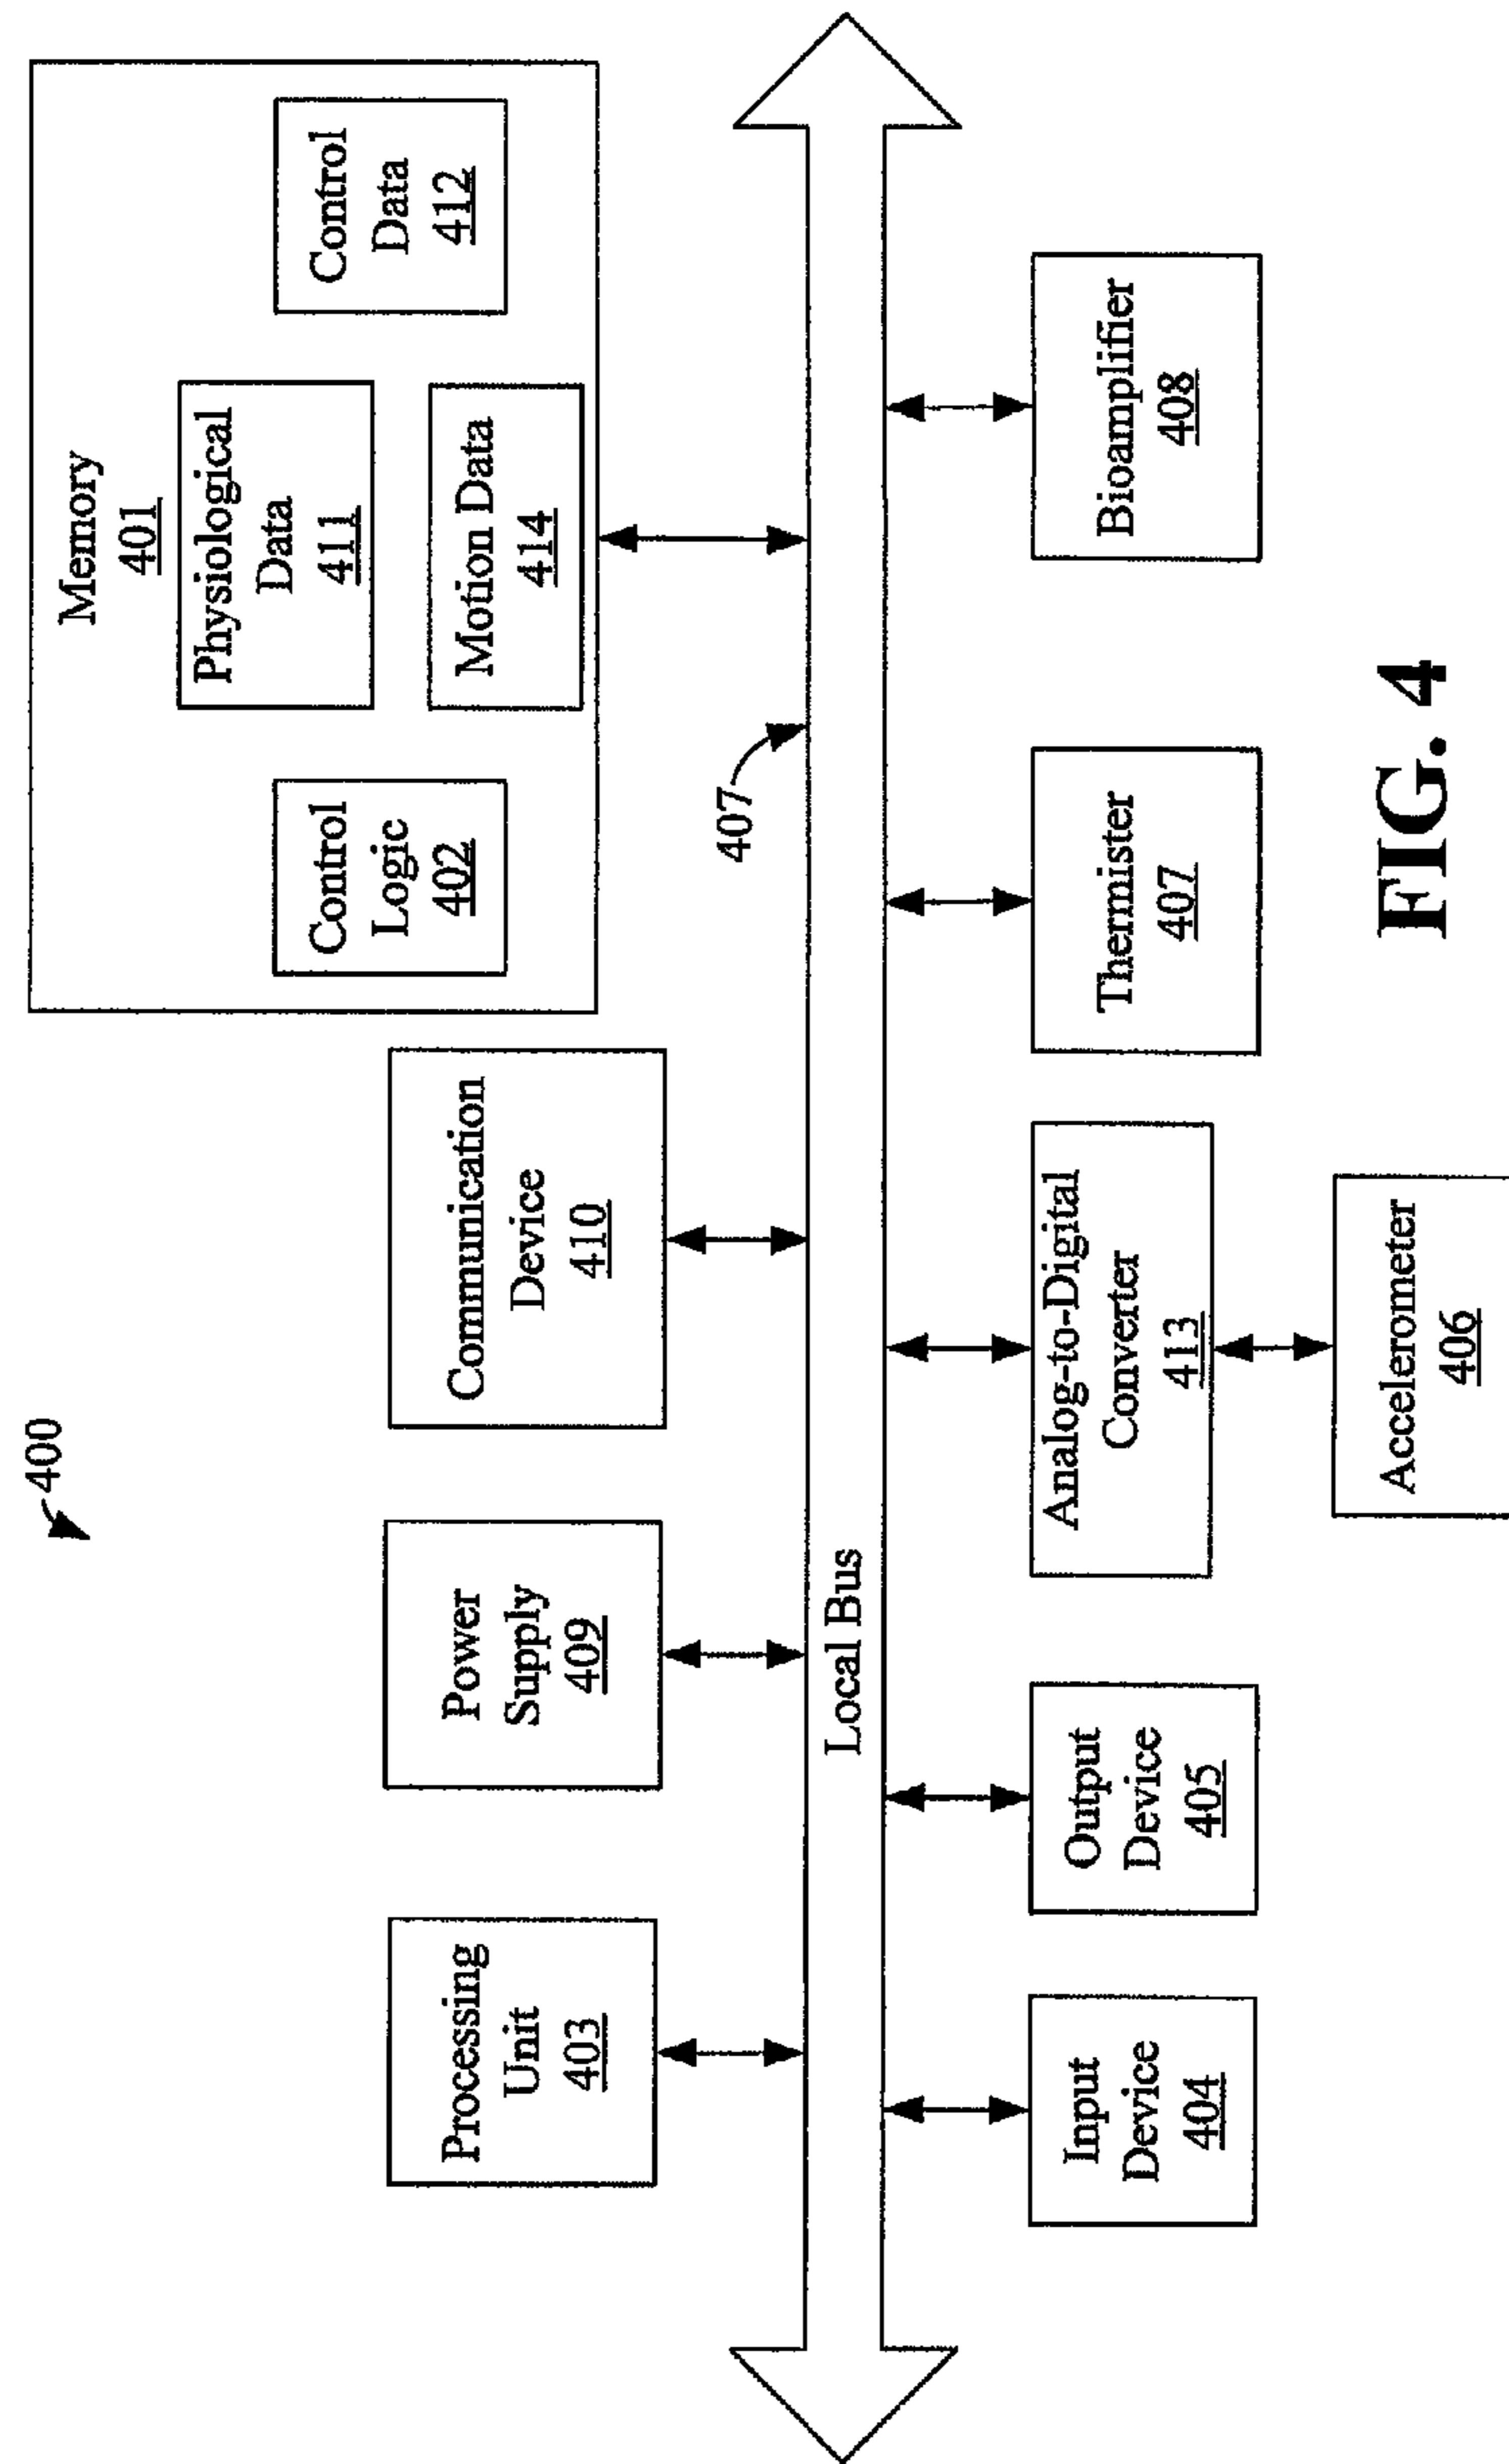 400
Memory
401
Physiological
Data
411
Control
Logic
402
Control
Data
412
Motion Data
414
Processing
Unit
403
Power
Supply
409
Communication
Device
410
407
Local Bus
Input
Device
404
Output
Device
405
Analog-to-Digital
Converter
413
Accelerometer
406
Thermister
407
Bioamplifier
408
FIG. 4